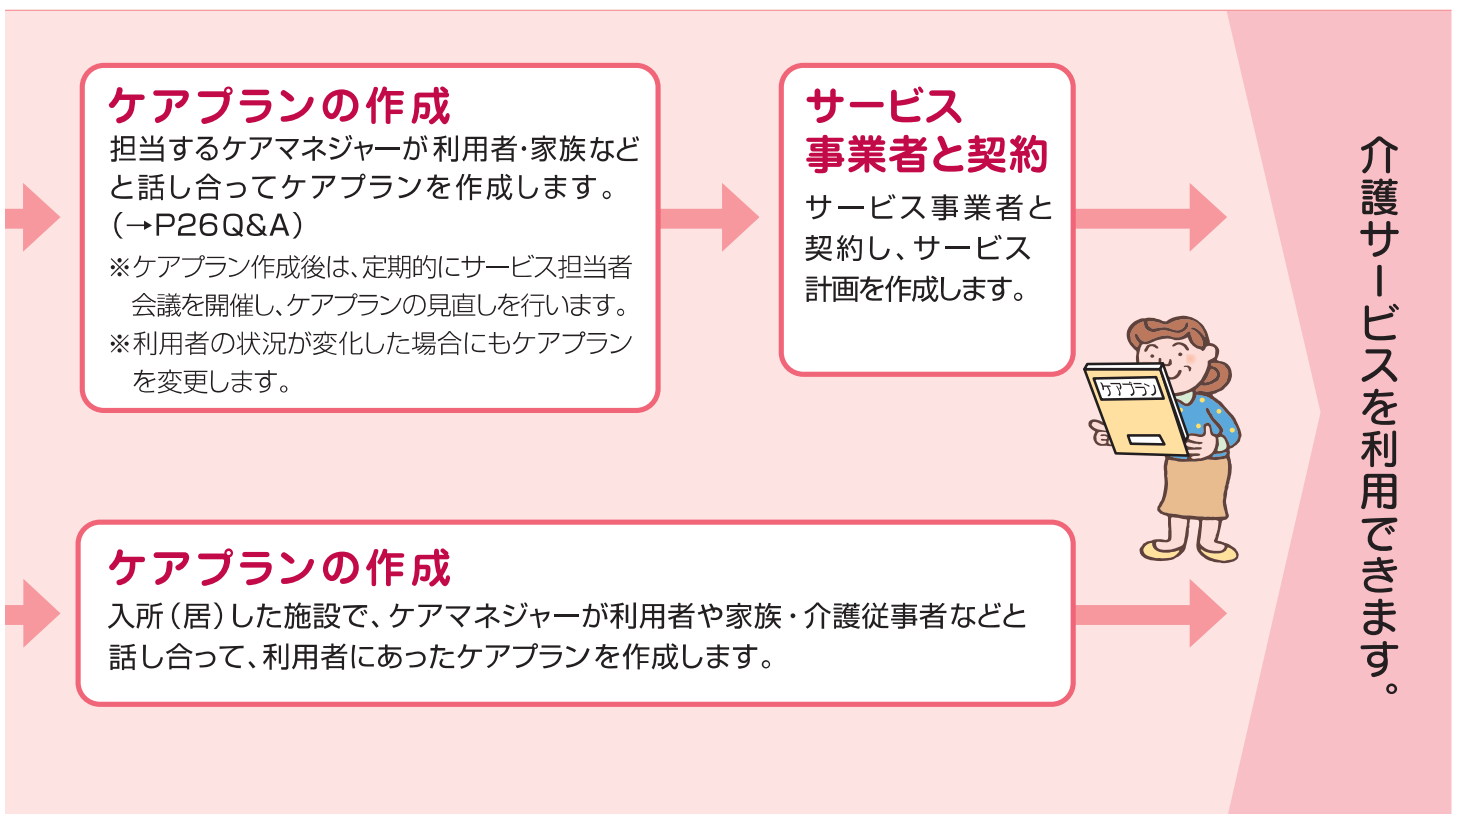 ケアプランの作成
担当するケアマネジャーが利用者・家族など
と話し合ってケアプランを作成します。
（→P26Q&A）
※ケアプラン作成後は、定期的にサービス担当者
会議を開催し、ケアプランの見直しを行います。
※利用者の状況が変化した場合にもケアプラン
を変更します。
サービス
事業者と契約
サービス事業者と
契約し、サービス
計画を作成します。
ケアプラン
ケアプランの作成
入所（居）した施設で、ケアマネジャーが利用者や家族・介護従事者などと
話し合って、利用者にあったケアプランを作成します。
介護サービスを利用できます。